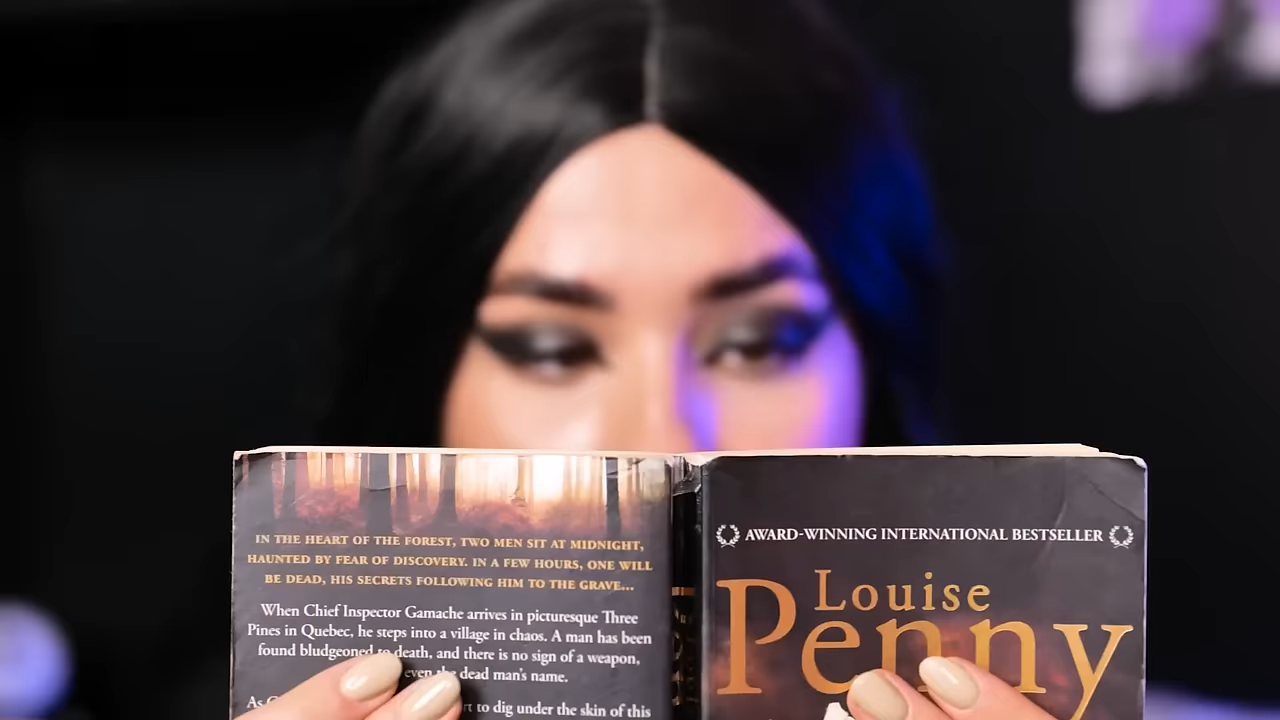 IN THE HEART OF THE FOREST, TWO MEN SIT AT MIDNIGHT,
HAUNTED BY FEAR OF DISCOVERY. IN A FEW HOURS, ONE WILL
BE DEAD, HIS SECRETS FOLLOWING HIM TO THE GRAVE...
When Chief Inspector Gamache arrives in picturesque Three
Pines in Quebec, he steps into a village in chaos. A man has been
found bludgeoned to death, and there is no sign of a weapon,
even the dead man's name.
As to dig under the skin of this
AWARD-WINNING INTERNATIONAL BESTSELLER
Louise
Penny